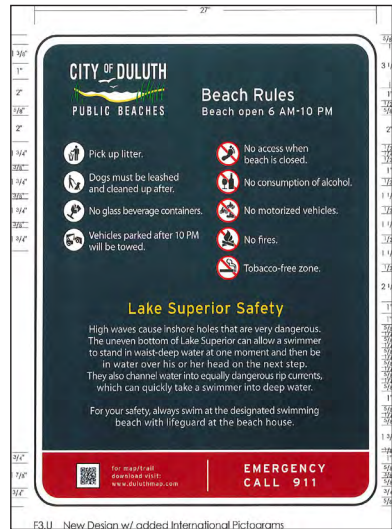 27"
CITY OF DULUTH
PUBLIC BEACHES
Beach Rules
Beach open 6 AM-10 PM
Pick up litter.
Dogs must be leashed
and cleaned up after.
No glass beverage containers.
Vehicles parked after 10 PM
will be towed.
No access when
beach is closed.
No consumption of alcohol.
No motorized vehicles.
No fires.
Tobacco-free zone.
Lake Superior Safety
High waves cause inshore holes that are very dangerous.
The uneven bottom of Lake Superior can allow a swimmer
to stand in waist-deep water at one moment and then be
in water over his or her head on the next step.
They also channel water into equally dangerous rip currents,
which can quickly take a swimmer into deep water.
For your safety, always swim at the designated swimming
beach with lifeguard at the beach house.
for map/trail
download visit:
www.duluthmap.com
EMERGENCY
CALL 911
F3.U New Design w/ added International Pictograms